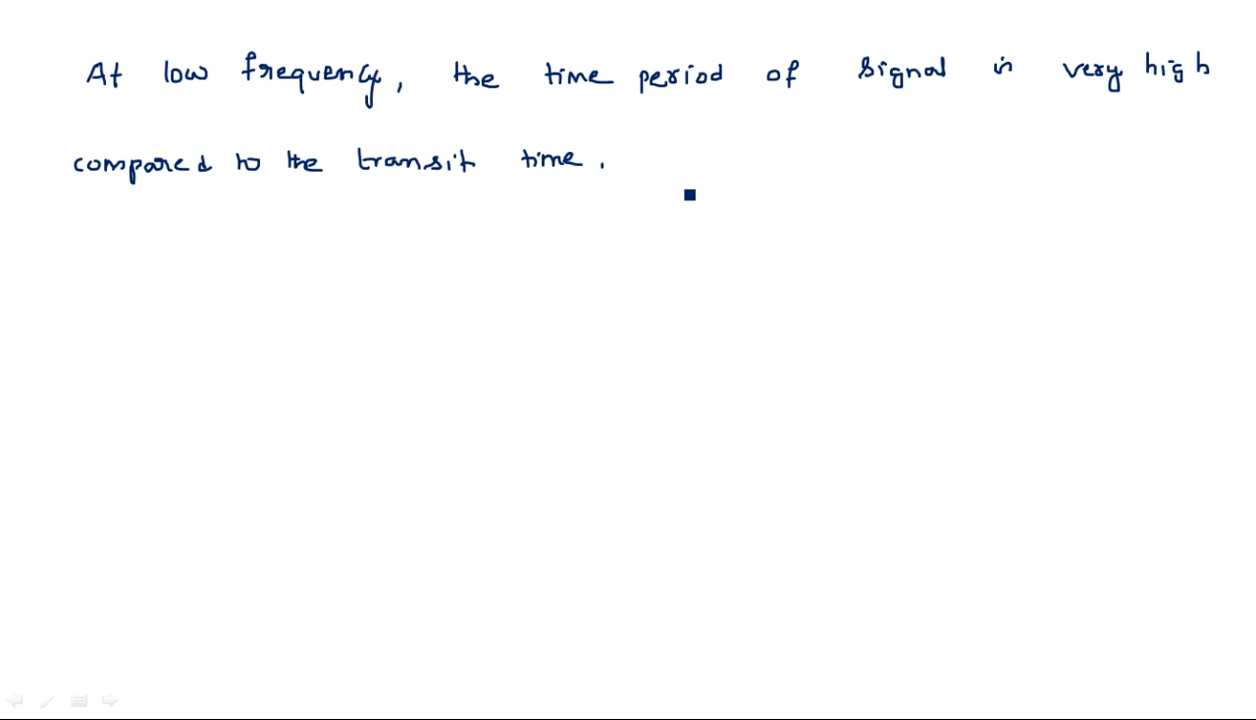 At low frequency, the time period of signal is very high
compared to the transit time.